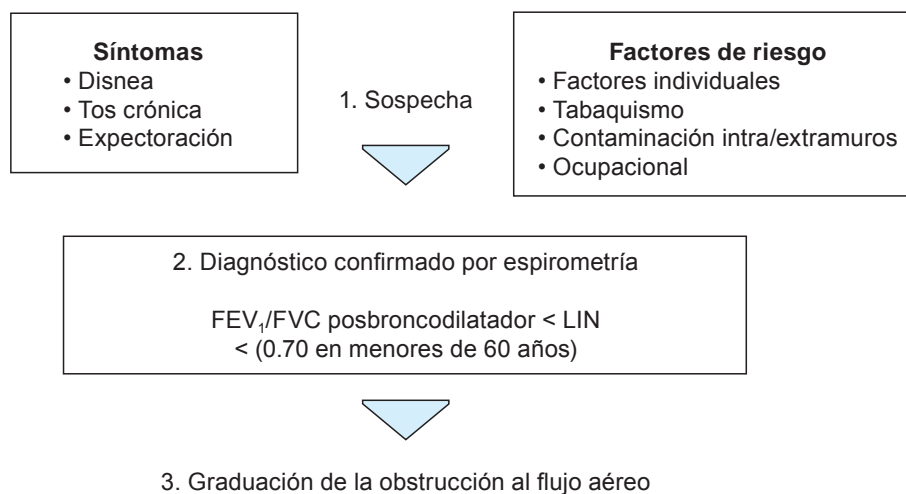 Síntomas
• Disnea
• Tos crónica
• Expectoración
1. Sospecha
Factores de riesgo
• Factores individuales
• Tabaquismo
• Contaminación intra/extramuros
• Ocupacional
2. Diagnóstico confirmado por espirometría
FEV₁/FVC posbroncodilatador < LIN
< (0.70 en menores de 60 años)
3. Graduación de la obstrucción al flujo aéreo